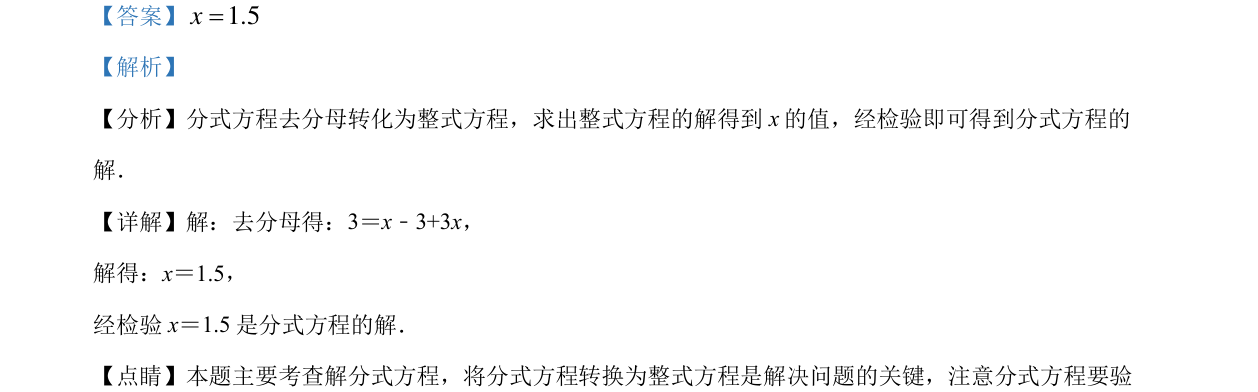 【答案】x=1.5
【解析】
【分析】分式方程去分母转化为整式方程，求出整式方程的解得到 x 的值，经检验即可得到分式方程的
解．
【详解】解：去分母得：3＝x﹣3+3x，
解得：x＝1.5，
经检验 x＝1.5 是分式方程的解．
【点睛】本题主要考查解分式方程，将分式方程转换为整式方程是解决问题的关键，注意分式方程要验